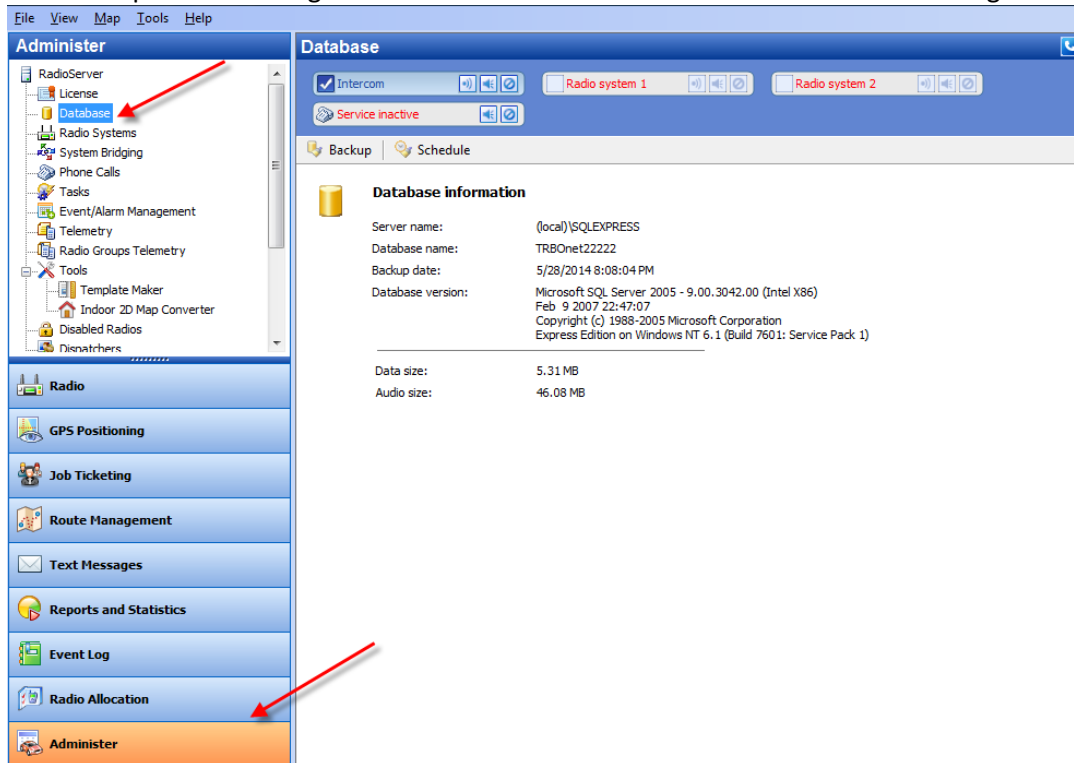 File View Map Tools Help
Administer
RadioServer
License
Database
Radio Systems
System Bridging
Phone Calls
Tasks
Event/Alarm Management
Telemetry
Radio Groups Telemetry
Tools
Template Maker
Indoor 2D Map Converter
Disabled Radios
Dispatchers
Radio
GPS Positioning
Job Ticketing
Route Management
Text Messages
Reports and Statistics
Event Log
Radio Allocation
Administer
Database
Intercom Radio system 1 Radio system 2
Service inactive
Backup Schedule
Database information
Server name: (local)\SQLEXPRESS
Database name: TRBOnet22222
Backup date: 5/28/2014 8:08:04 PM
Database version: Microsoft SQL Server 2005 - 9.00.3042.00 (Intel X86)
Feb 9 2007 22:47:07
Copyright (c) 1988-2005 Microsoft Corporation
Express Edition on Windows NT 6.1 (Build 7601: Service Pack 1)
Data size: 5.31 MB
Audio size: 46.08 MB